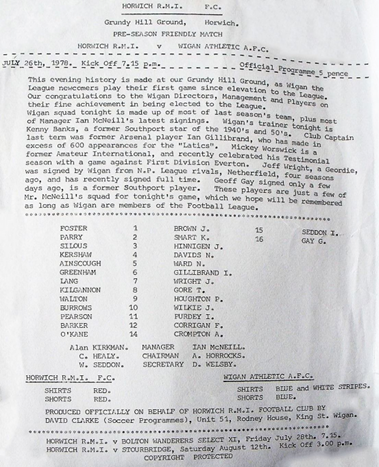 HORWICH R.M.I. F.C.
Grundy Hill Ground, Horwich.
PRE-SEASON FRIENDLY MATCH
HORWICH R.M.I. v WIGAN ATHLETIC A.F.C.
JULY 26th, 1978. Kick Off 7.15 p.m. Official Programme 5 pence
This evening history is made at our Grundy Hill Ground, as Wigan the
League newcomers play their first game since elevation to the League.
Our congratulations to the Wigan Directors, Management and Players on
their fine achievement in being elected to the League.
Wigan squad tonight is made up of most of last season's team, plus most
of Manager Ian McNeill's latest signings. Wigan's trainer tonight is
Kenny Banks, a former Southport star of the 1940's and 50's. Club Captain
last term was former Arsenal player Ian Gillibrand, who has made in
excess of 600 appearances for the "Latics". Mickey Worswick is a
former Amateur International, and recently celebrated his Testimonial
season with a game against First Division Everton. Jeff Wright, a Geordie,
was signed by Wigan from N.P. League rivals, Netherfield, four seasons
ago, and has recently signed full time. Geoff Gay signed only a few
days ago, is a former Southport player. These players are just a few of
Mr. McNeill's squad for tonight's game, which we hope will be remembered
as long as Wigan are members of the Football League.
FOSTER 1 BROWN J. 15 SEDDON I.
PARRY 2 SMART K. 16 GAY G.
SILOUS 3 HINNIGEN J.
KERSHAW 4 DAVIDS N.
AINSCOUGH 5 WARD N.
GREENHAM 6 GILLIBRAND I.
LANG 7 WRIGHT J.
KILGANNON 8 GORE T.
WALTON 9 HOUGHTON P.
BURROWS 10 WILKIE J.
PEARSON 11 PURDEY I.
BARKER 12 CORRIGAN F.
O'KANE 14 CROMPTON A.
Alan KIRKMAN. MANAGER IAN McNEILL.
C. HEALY. CHAIRMAN A. HORROCKS.
W. SEDDON. SECRETARY D. WELSBY.
HORWICH R.M.I. F.C. WIGAN ATHLETIC A.F.C.
SHIRTS RED. SHIRTS BLUE and WHITE STRIPES.
SHORTS RED. SHORTS BLUE.
PRODUCED OFFICIALLY ON BEHALF OF HORWICH R.M.I. FOOTBALL CLUB BY
DAVID CLARKE (Soccer Programmes), Unit 51, Rodney House, King St. Wigan.
HORWICH R.M.I. v BOLTON WANDERERS SELECT XI, Friday July 28th. 7.15.
HORWICH R.M.I. v STOURBRIDGE, Saturday August 12th. Kick Off 3.00 p.m.
COPYRIGHT PROTECTED